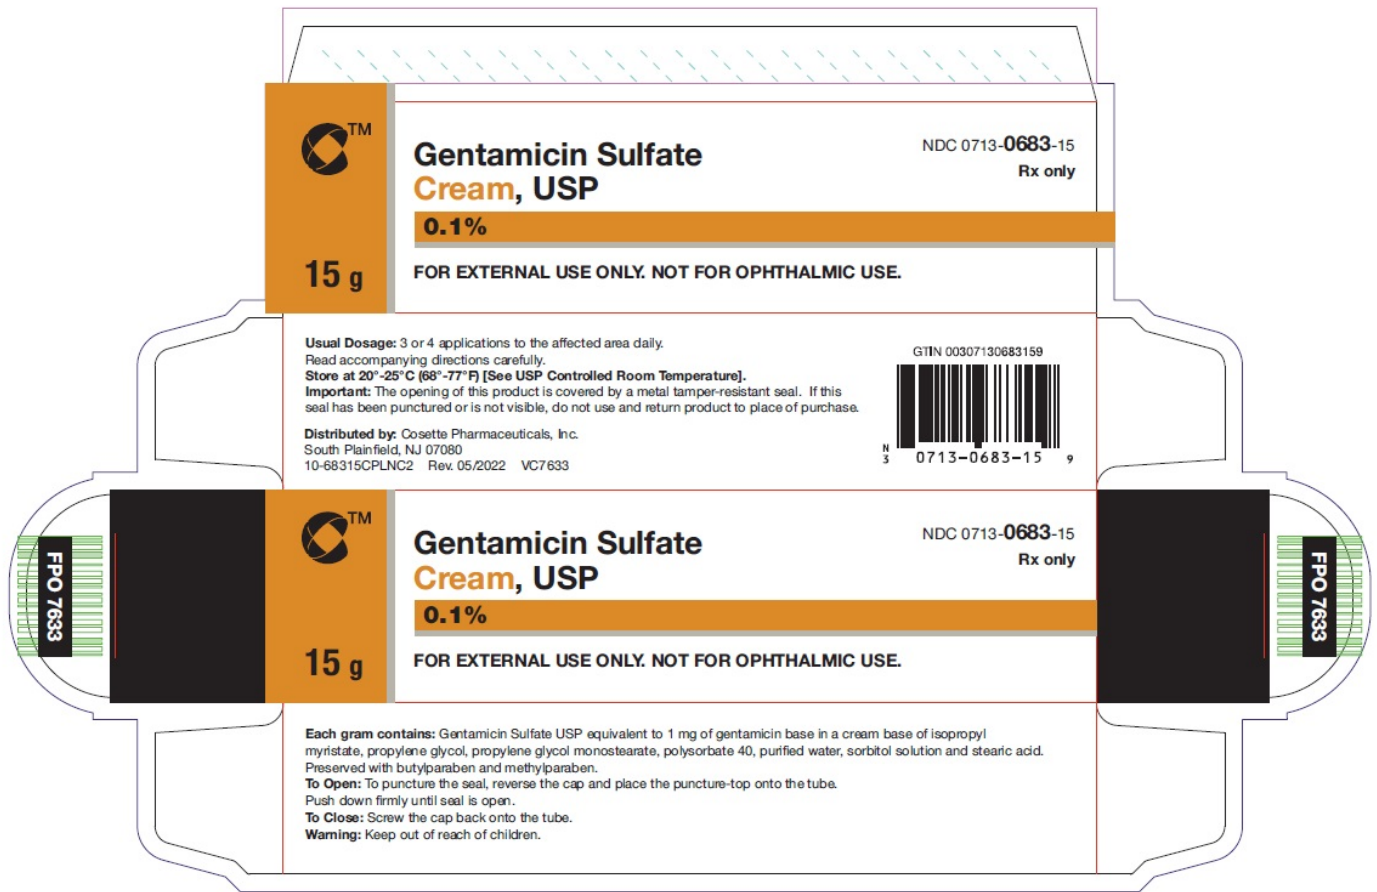 TM
Gentamicin Sulfate
Cream, USP
0.1%
15 g
FOR EXTERNAL USE ONLY. NOT FOR OPHTHALMIC USE.
NDC 0713-0683-15
Rx only
Usual Dosage: 3 or 4 applications to the affected area daily.
Read accompanying directions carefully.
Store at 20°-25°C (68°-77°F) [See USP Controlled Room Temperature].
Important: The opening of this product is covered by a metal tamper-resistant seal. If this
seal has been punctured or is not visible, do not use and return product to place of purchase.
Distributed by: Cosette Pharmaceuticals, Inc.
South Plainfield, NJ 07080
10-68315CPLNC2 Rev. 05/2022 VC7633
GTIN 00307130683159
N
3 0713-0683-15 9
FPO 7633
TM
Gentamicin Sulfate
Cream, USP
0.1%
15 g
FOR EXTERNAL USE ONLY. NOT FOR OPHTHALMIC USE.
NDC 0713-0683-15
Rx only
FPO 7633
Each gram contains: Gentamicin Sulfate USP equivalent to 1 mg of gentamicin base in a cream base of isopropyl
myristate, propylene glycol, propylene glycol monostearate, polysorbate 40, purified water, sorbitol solution and stearic acid.
Preserved with butylparaben and methylparaben.
To Open: To puncture the seal, reverse the cap and place the puncture-top onto the tube.
Push down firmly until seal is open.
To Close: Screw the cap back onto the tube.
Warning: Keep out of reach of children.